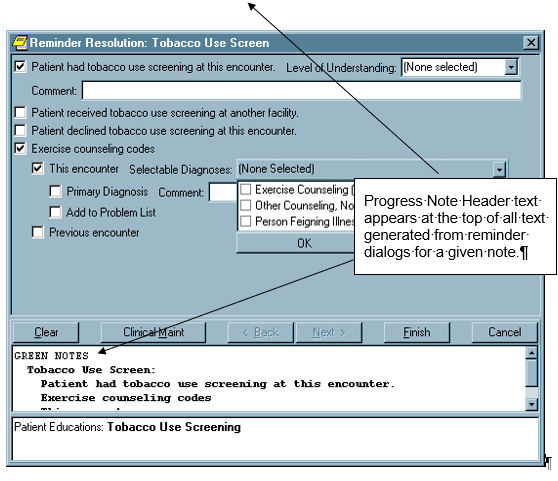 Reminder Resolution: Tobacco Use Screen
Patient had tobacco use screening at this encounter. Level of Understanding: (None selected)
Comment:
Patient received tobacco use screening at another facility.
Patient declined tobacco use screening at this encounter.
Exercise counseling codes
This encounter Selectable Diagnoses: (None Selected)
Primary Diagnosis Comment:
Exercise Counseling (
Add to Problem List
Other Counseling, No
Person Feigning Illnes
Previous encounter
OK
Progress·Note·Header text·
appears·at·the·top·of·all·text·
generated·from·reminder·
dialogs·for·a·given·note.¶
Clear Clinical Maint < Back Next > Finish Cancel
GREEN NOTES
Tobacco Use Screen:
Patient had tobacco use screening at this encounter.
Exercise counseling codes
Patient Educations: Tobacco Use Screening
¶